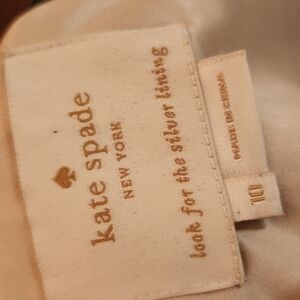 kate spade
NEW YORK
look for the silver lining
MADE IN CHINA
10